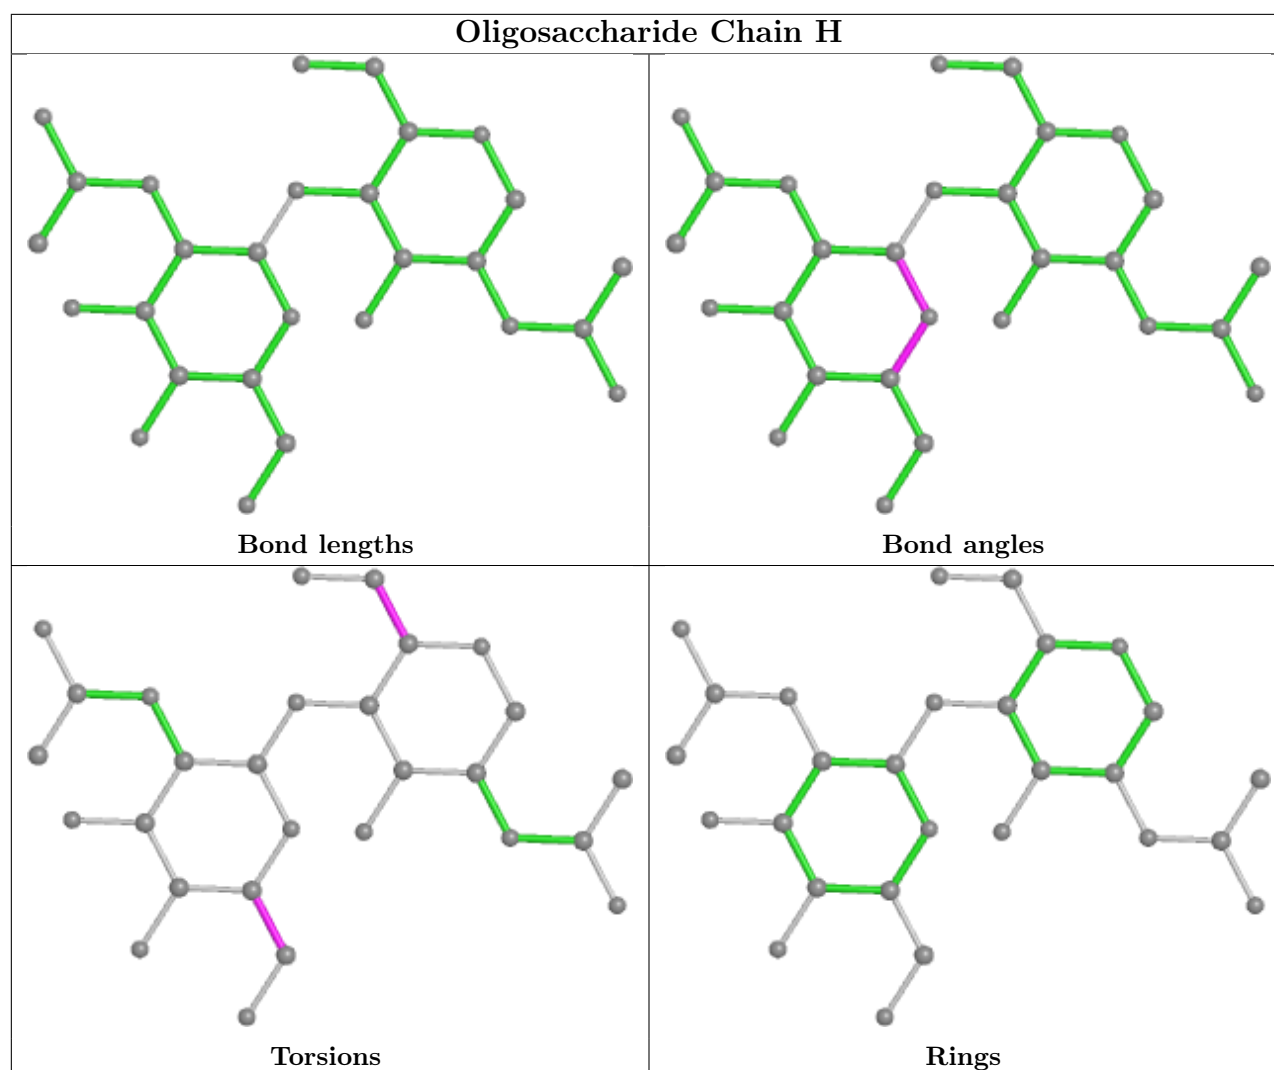 Oligosaccharide Chain H
Bond lengths
Bond angles
Torsions
Rings